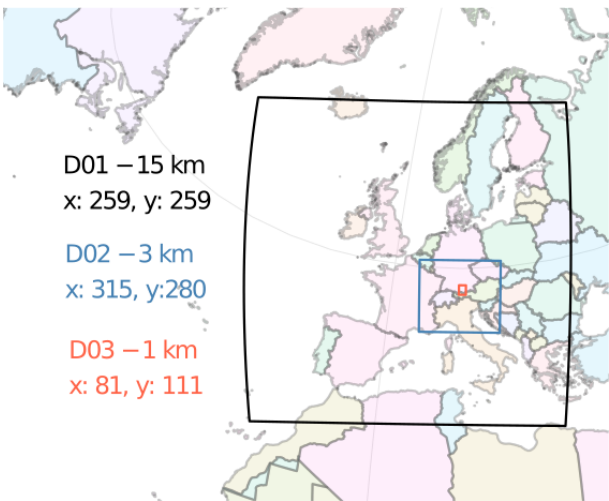 D01 − 15 km
x: 259, y: 259
D02 − 3 km
x: 315, y:280
D03 − 1 km
x: 81, y: 111